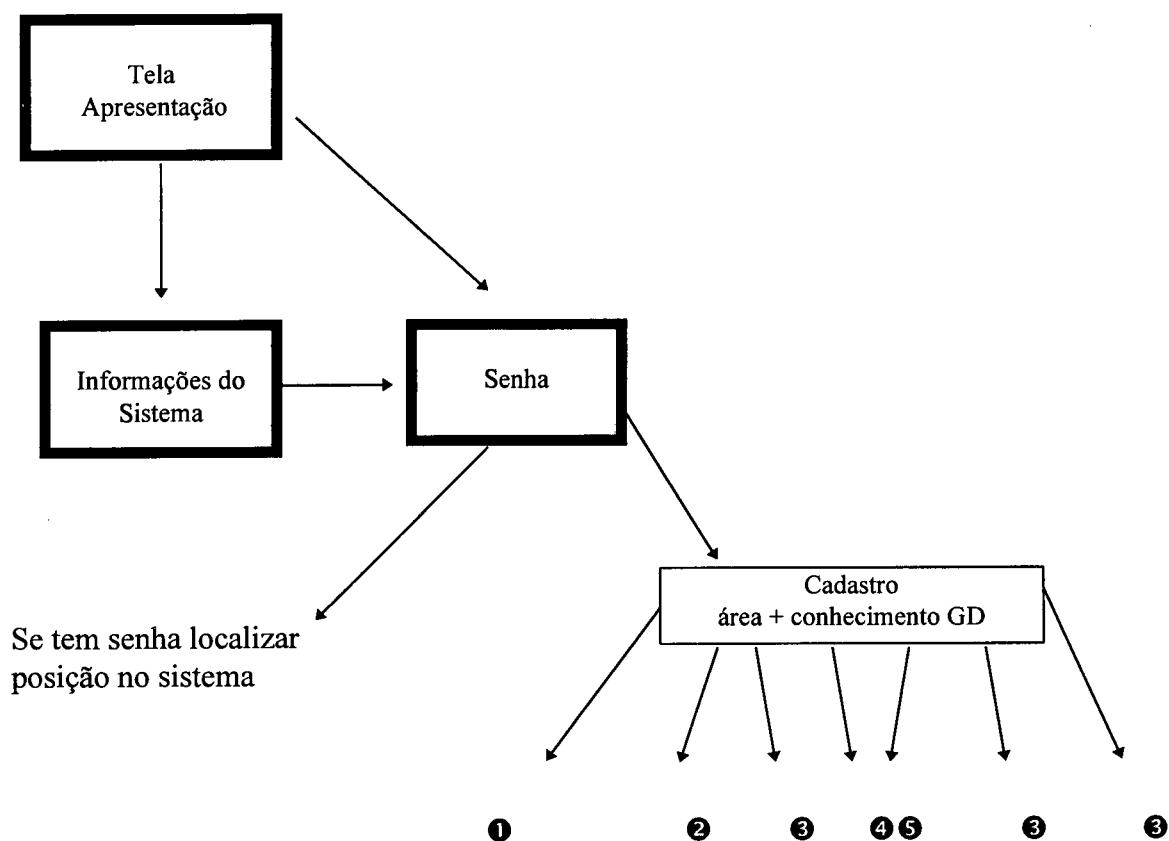 Tela
Apresentação
Informações do
Sistema
Senha
Cadastro
área + conhecimento GD
Se tem senha localizar
posição no sistema
❶ ❷ ❸ ❹❺ ❸ ❸